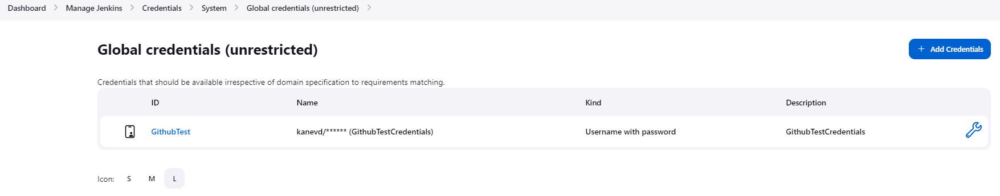 Dashboard > Manage Jenkins > Credentials > System > Global credentials (unrestricted) >
Global credentials (unrestricted)
+ Add Credentials
Credentials that should be available irrespective of domain specification to requirements matching.
ID Name Kind Description
GithubTest kanevd/****** (GithubTestCredentials) Username with password GithubTestCredentials
Icon: S M L